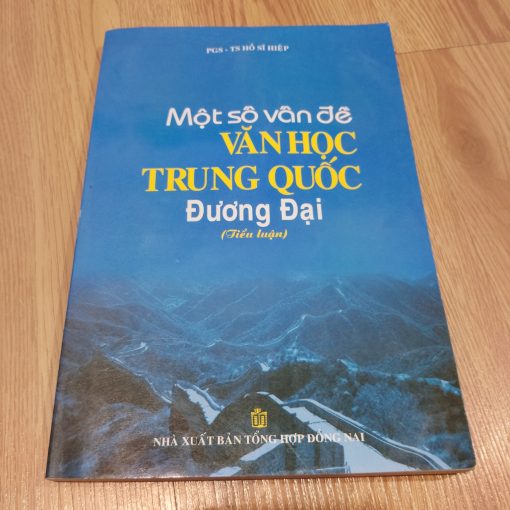 PGS - TS HỒ SĨ HIỆP
Một số vấn đề
VĂN HỌC
TRUNG QUỐC
Đương Đại
(Tiểu luận)
NHÀ XUẤT BẢN TỔNG HỢP ĐỒNG NAI